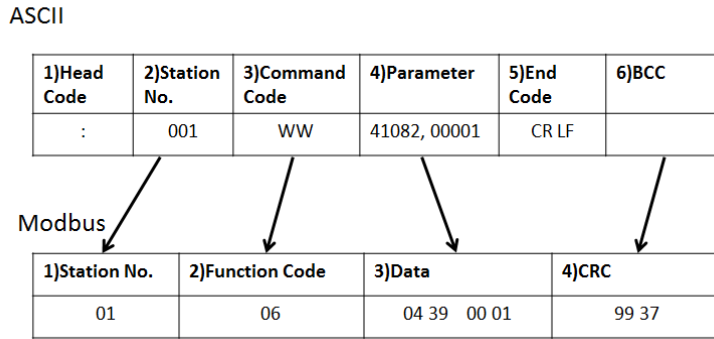 ASCII
1)Head Code 2)Station No. 3)Command Code 4)Parameter 5)End Code 6)BCC
: 001 WW 41082, 00001 CR LF
Modbus
1)Station No. 2)Function Code 3)Data 4)CRC
01 06 04 39 00 01 99 37